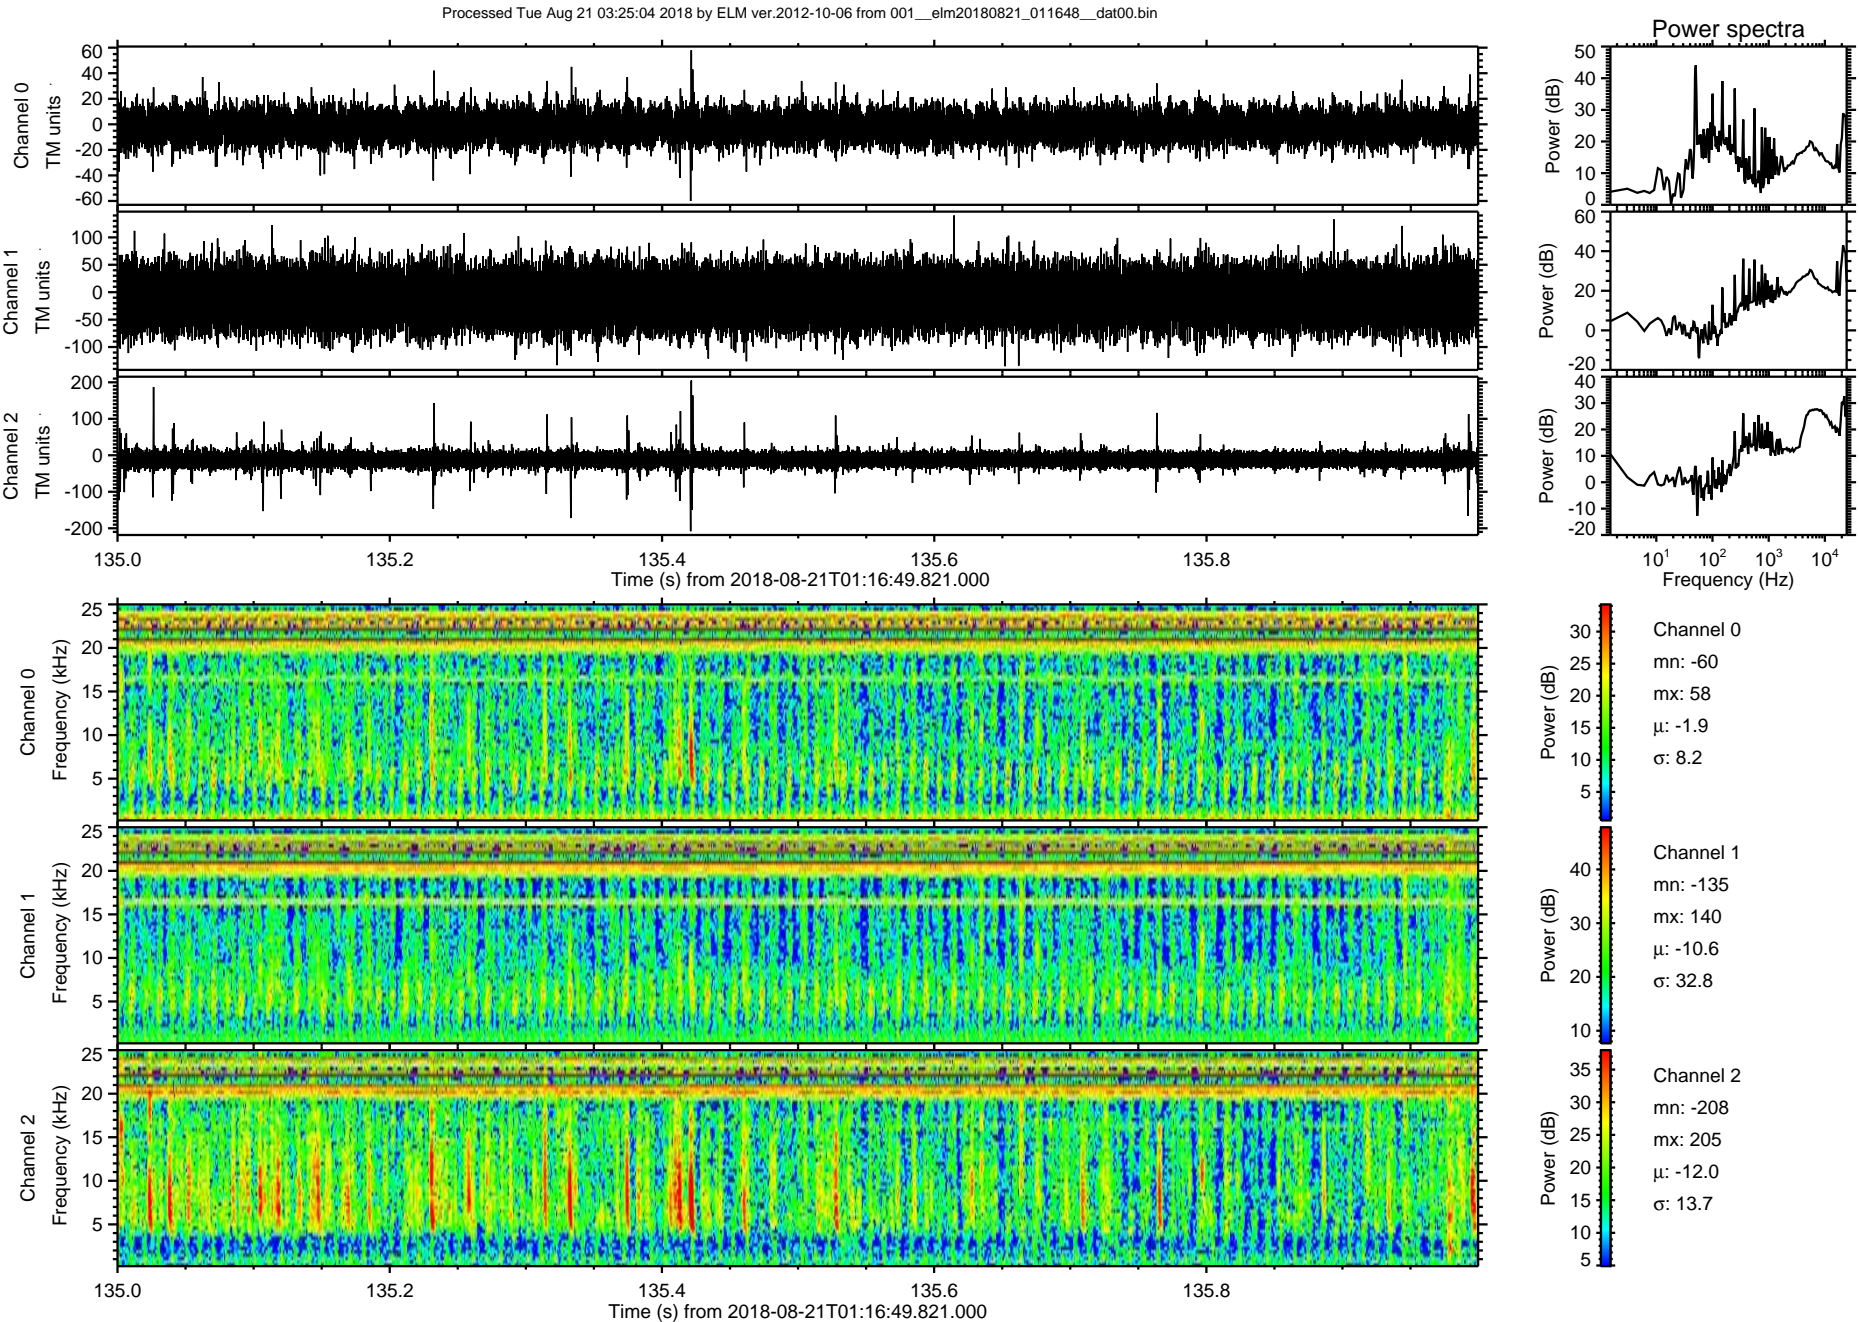 Processed Tue Aug 21 03:25:04 2018 by ELM ver.2012-10-06 from 001__elm20180821_011648__dat00.bin
Power spectra
Channel 0
TM units
60
40
20
0
-20
-40
-60
Power (dB)
50
40
30
20
10
0
Channel 1
TM units
100
50
0
-50
-100
Power (dB)
60
40
20
0
-20
Channel 2
TM units
200
100
0
-100
-200
Power (dB)
40
30
20
10
0
-10
-20
135.0 135.2 135.4 135.6 135.8
Time (s) from 2018-08-21T01:16:49.821.000
10¹ 10² 10³ 10⁴
Frequency (Hz)
Channel 0
Frequency (kHz)
25
20
15
10
5
Power (dB)
30
25
20
15
10
5
Channel 0
mn: -60
mx: 58
μ: -1.9
σ: 8.2
Channel 1
Frequency (kHz)
25
20
15
10
5
Power (dB)
40
30
20
10
Channel 1
mn: -135
mx: 140
μ: -10.6
σ: 32.8
Channel 2
Frequency (kHz)
25
20
15
10
5
Power (dB)
35
30
25
20
15
10
5
Channel 2
mn: -208
mx: 205
μ: -12.0
σ: 13.7
135.0 135.2 135.4 135.6 135.8
Time (s) from 2018-08-21T01:16:49.821.000